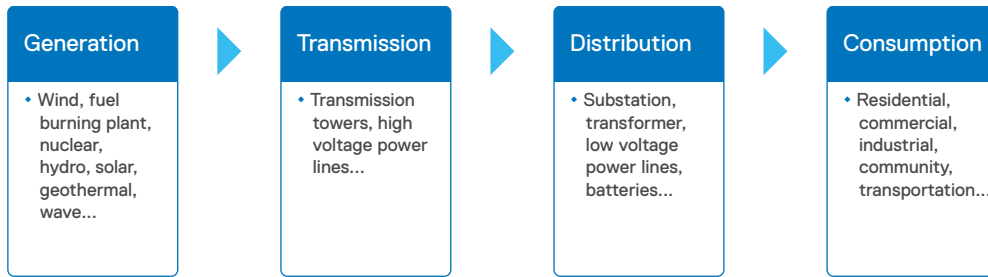 Generation
• Wind, fuel
burning plant,
nuclear,
hydro, solar,
geothermal,
wave...
Transmission
• Transmission
towers, high
voltage power
lines...
Distribution
• Substation,
transformer,
low voltage
power lines,
batteries...
Consumption
• Residential,
commercial,
industrial,
community,
transportation...